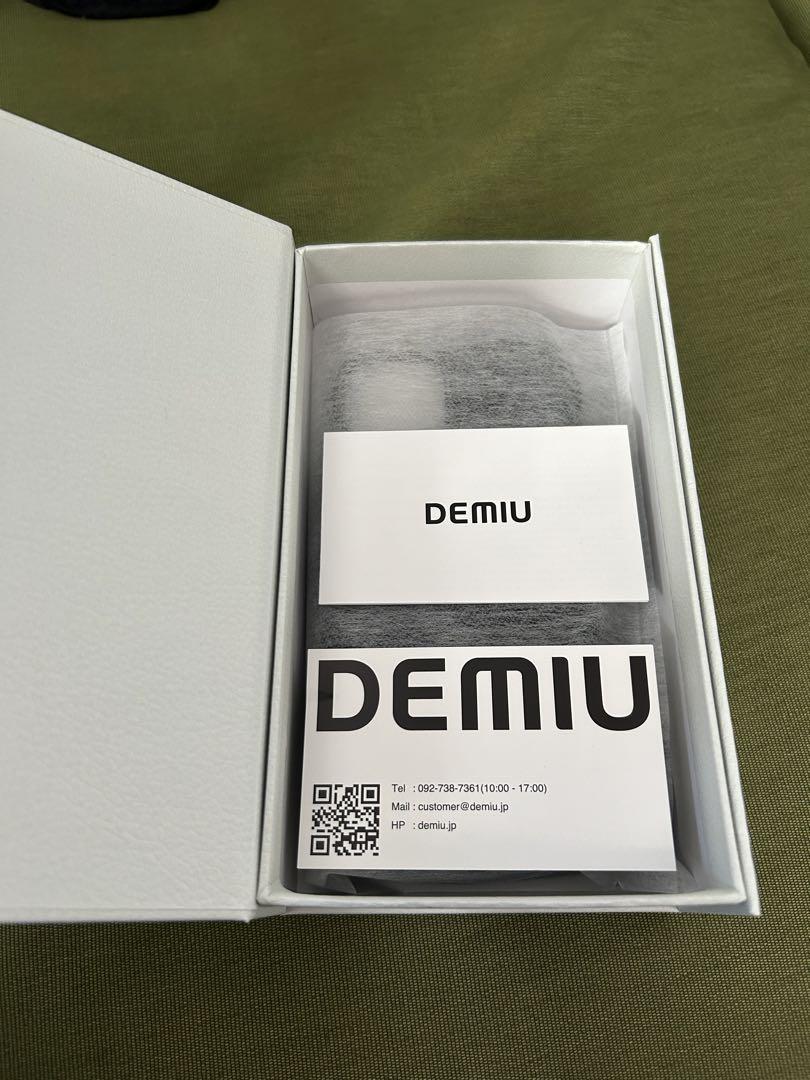 DEMIU
DEMIU
Tel : 092-738-7361(10:00 - 17:00)
Mail : customer@demiu.jp
HP : demiu.jp